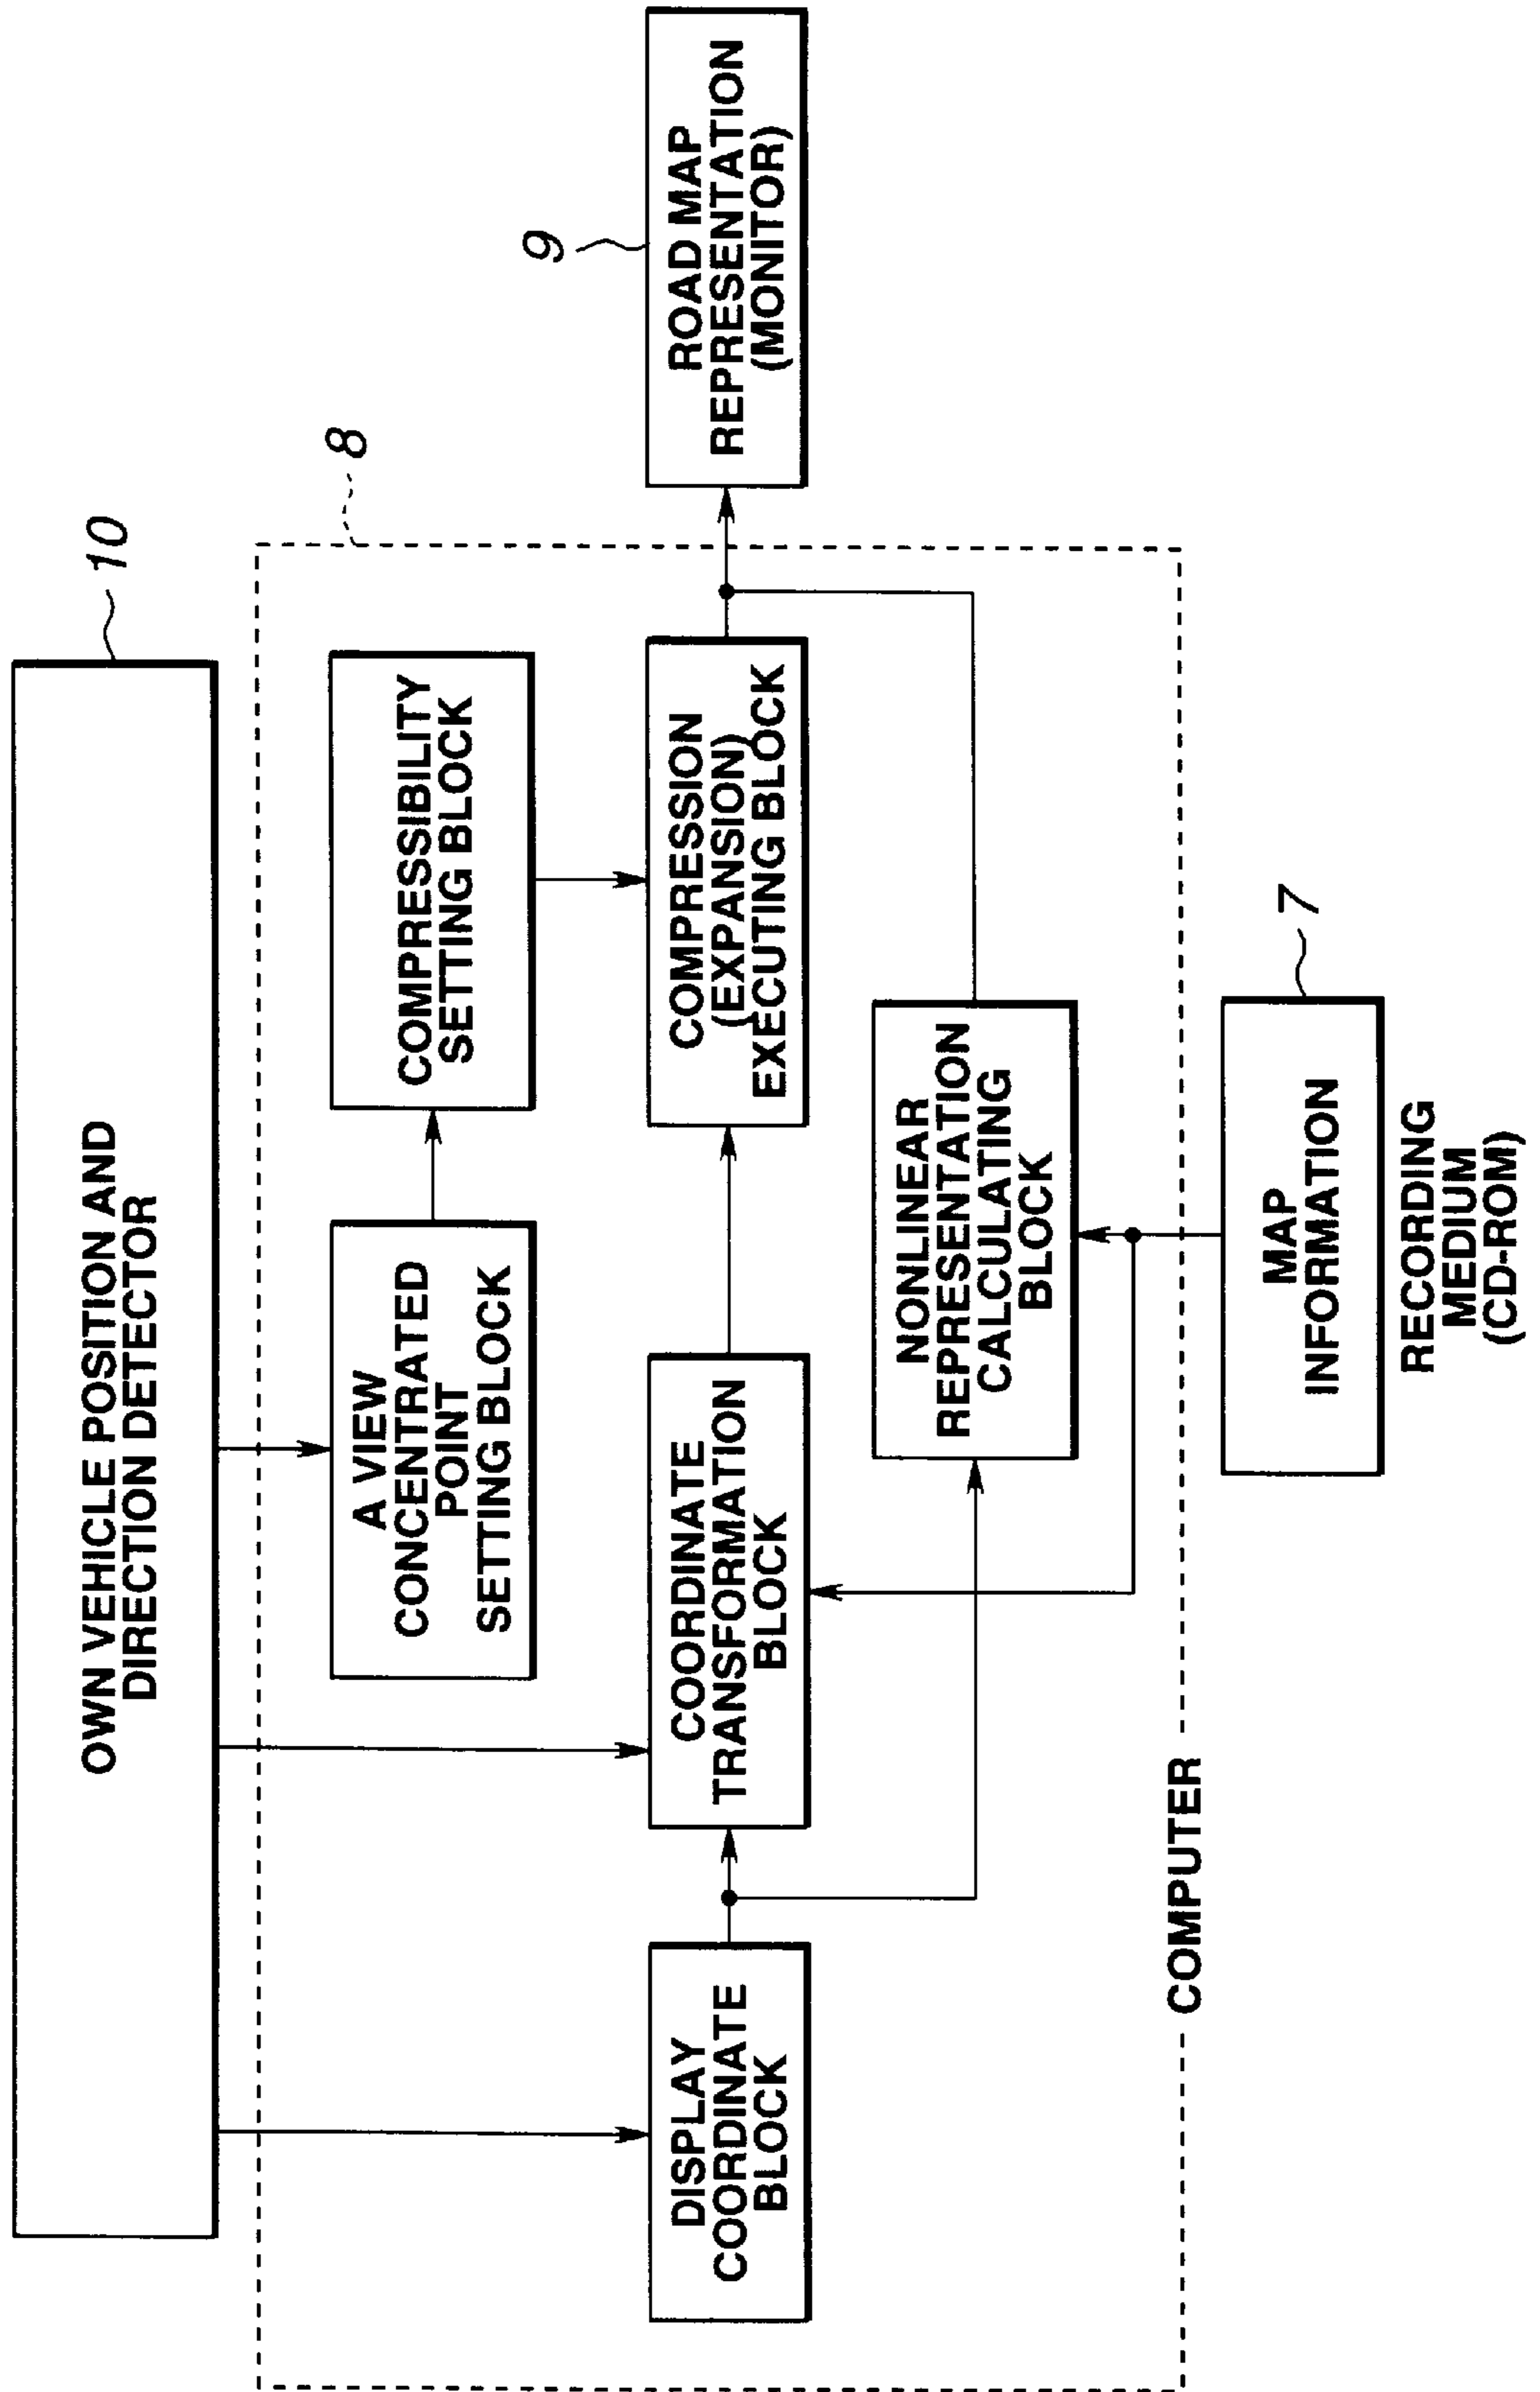 OWN VEHICLE POSITION AND
DIRECTION DETECTOR
10
8
A VIEW
CONCENTRATED
POINT
SETTING BLOCK
COMPRESSIBILITY
SETTING BLOCK
DISPLAY
COORDINATE
BLOCK
COORDINATE
TRANSFORMATION
BLOCK
COMPRESSION
(EXPANSION)
EXECUTING BLOCK
9
ROAD MAP
REPRESENTATION
(MONITOR)
NONLINEAR
REPRESENTATION
CALCULATING
BLOCK
COMPUTER
7
MAP
INFORMATION
RECORDING
MEDIUM
(CD-ROM)